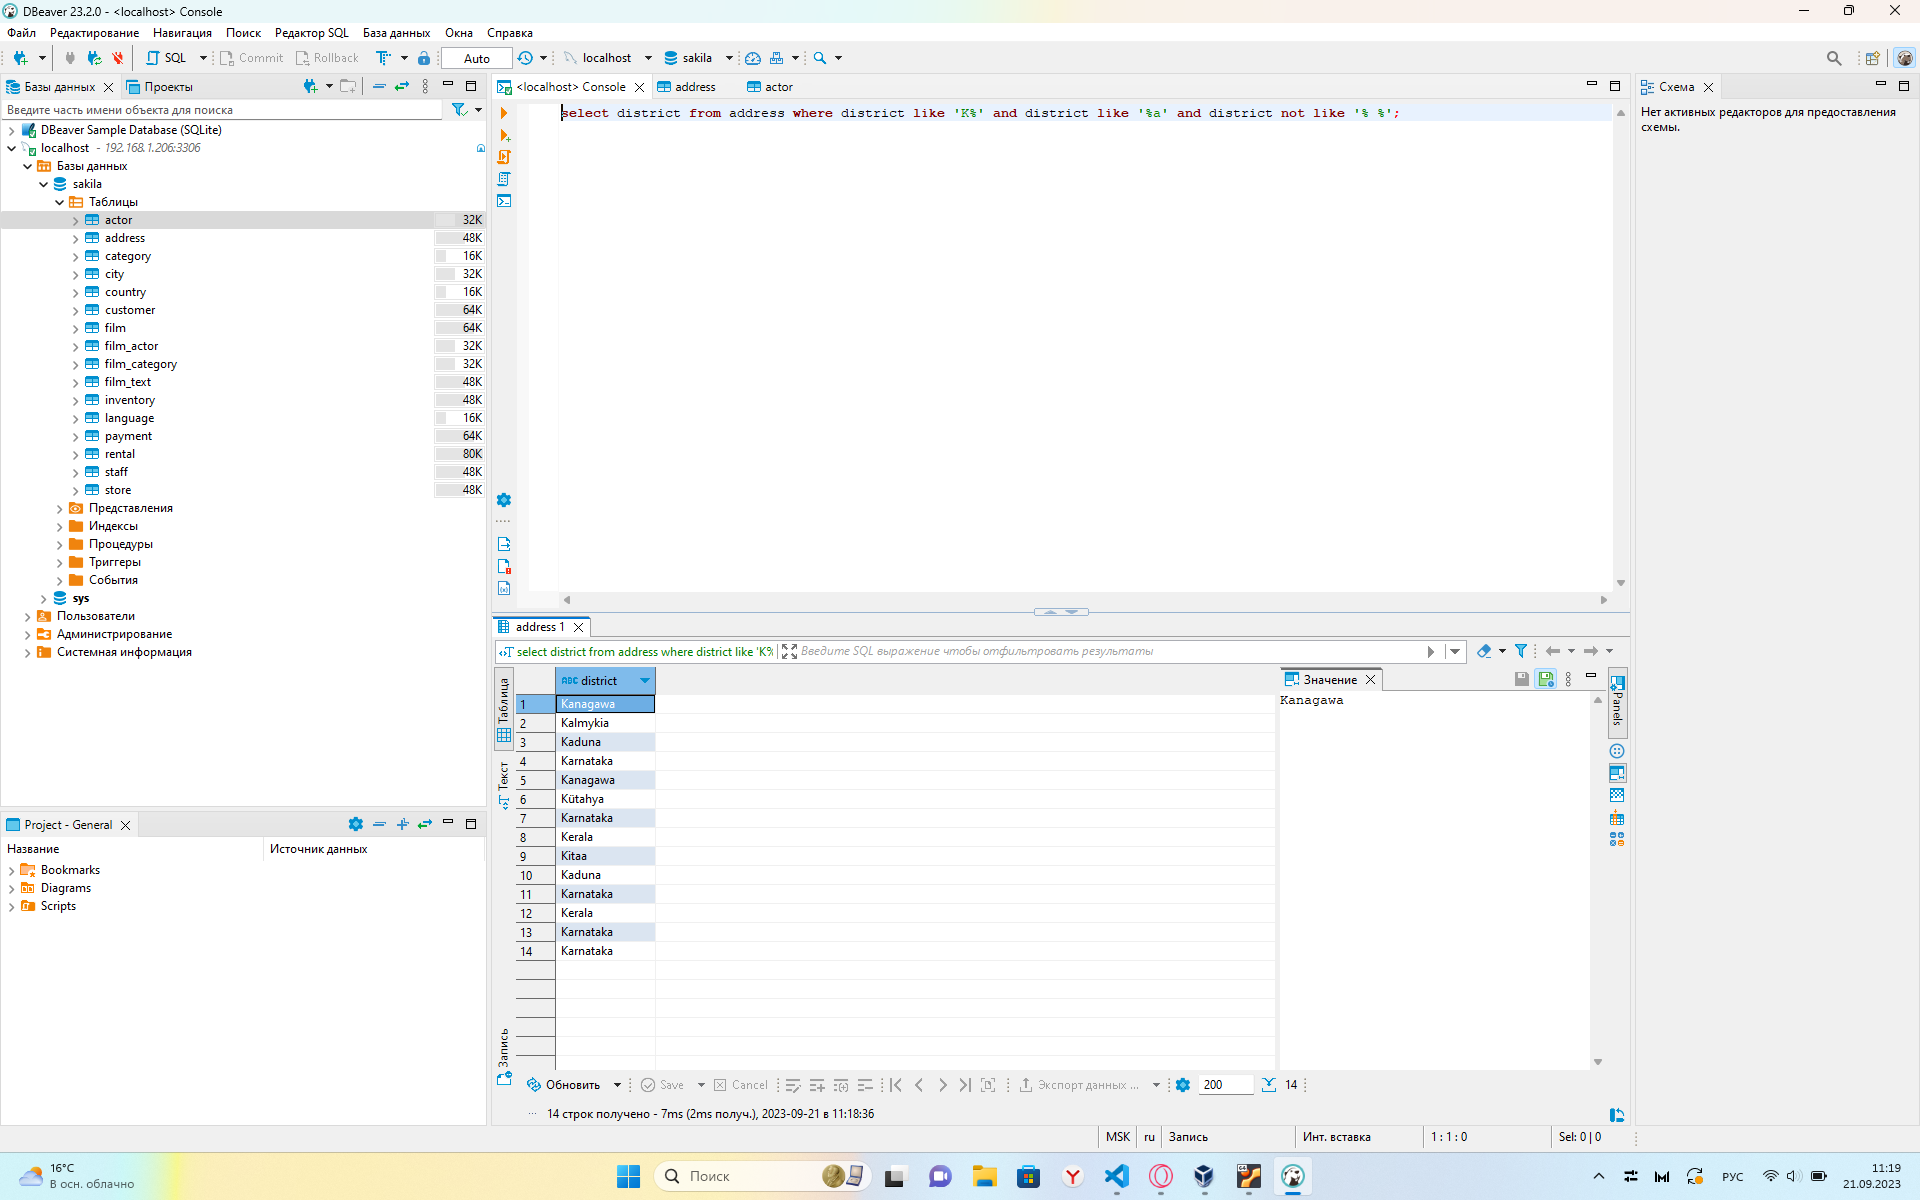 DBeaver 23.2.0 - <localhost> Console
Файл Редактирование Навигация Поиск Редактор SQL База данных Окна Справка
SQL Commit Rollback Auto localhost sakila
Базы данных Проекты
Введите часть имени объекта для поиска
DBeaver Sample Database (SQLite)
localhost - 192.168.1.206:3306
Базы данных
sakila
Таблицы
actor 32K
address 48K
category 16K
city 32K
country 16K
customer 64K
film 64K
film_actor 32K
film_category 32K
film_text 48K
inventory 48K
language 16K
payment 64K
rental 80K
staff 48K
store 48K
Представления
Индексы
Процедуры
Триггеры
События
sys
Пользователи
Администрирование
Системная информация
Project - General
Название Источник данных
Bookmarks
Diagrams
Scripts
<localhost> Console address actor
select district from address where district like 'K%' and district like '%a' and district not like '% %';
address 1
select district from address where district like 'K% Введите SQL выражение чтобы отфильтровать результаты
Таблица
Текст
Запись
ABC district
1 Kanagawa
2 Kalmykia
3 Kaduna
4 Karnataka
5 Kanagawa
6 Kütahya
7 Karnataka
8 Kerala
9 Kitaa
10 Kaduna
11 Karnataka
12 Kerala
13 Karnataka
14 Karnataka
Значение
Kanagawa
Panels
Обновить Save Cancel Экспорт данных ... 200 14
14 строк получено - 7ms (2ms получ.), 2023-09-21 в 11:18:36
Схема
Нет активных редакторов для предоставления
схемы.
MSK ru Запись Инт. вставка 1 : 1 : 0 Sel: 0 | 0
16°C
В осн. облачно
Поиск
РУС
11:19
21.09.2023